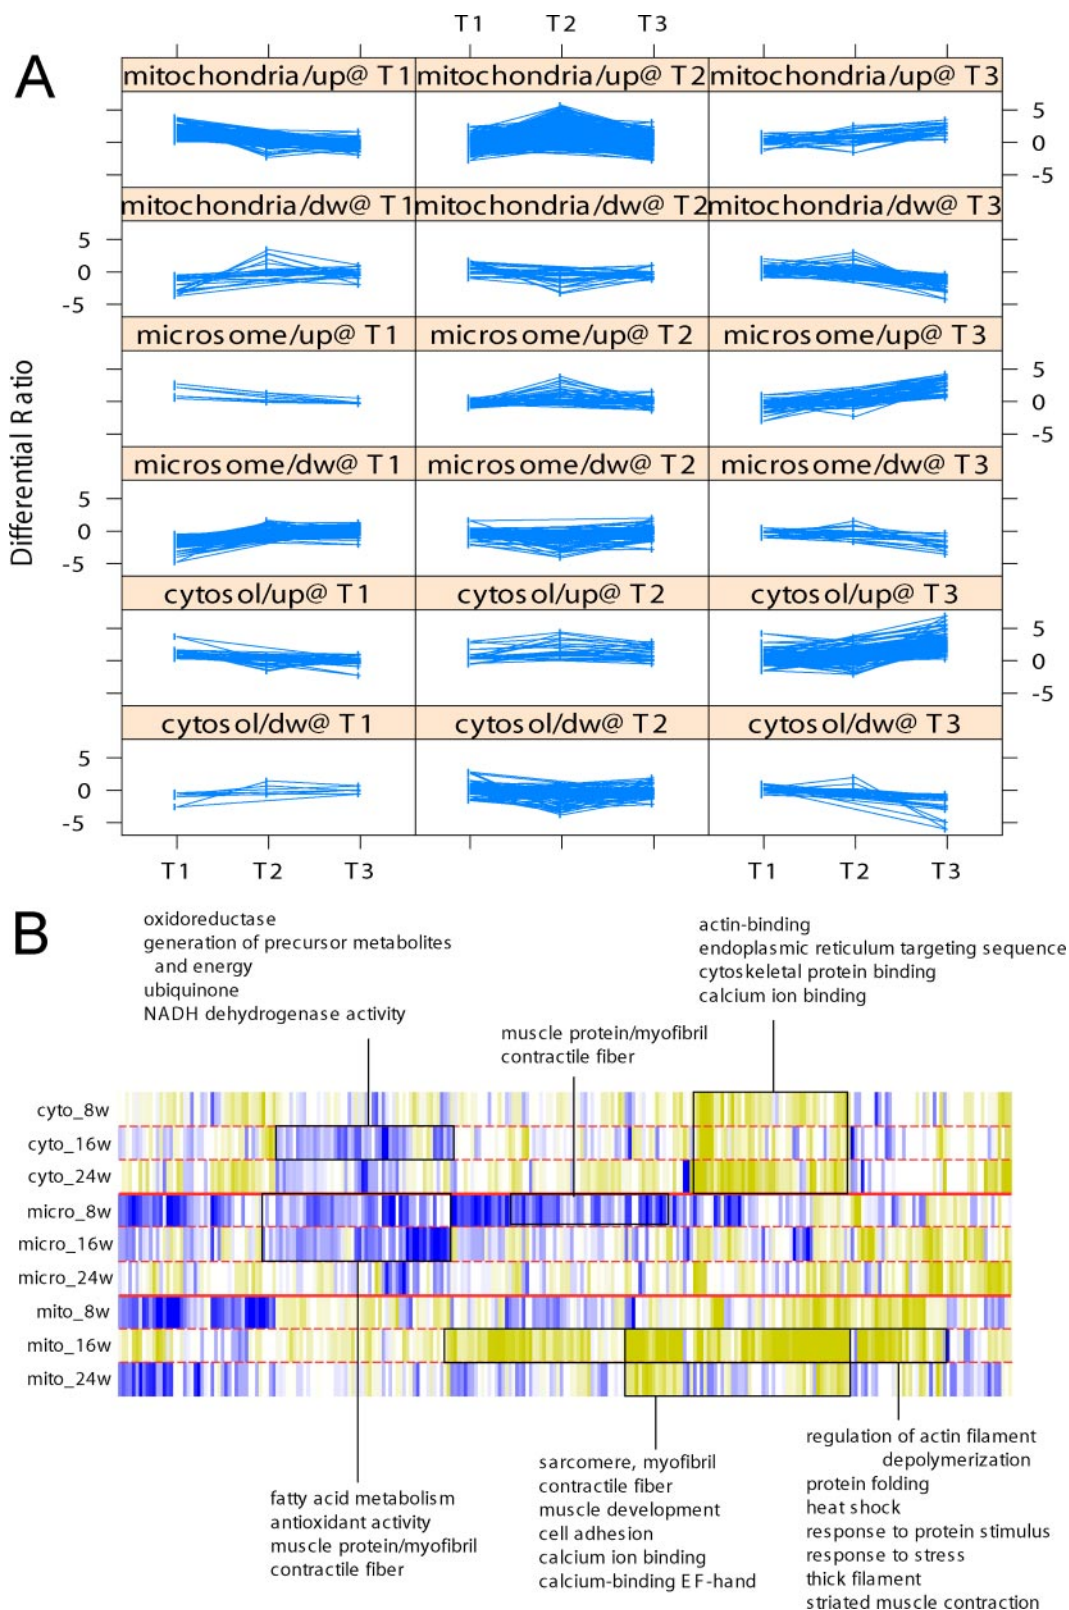 A
T1 T2 T3
mitochondria/up@ T1 mitochondria/up@ T2 mitochondria/up@ T3
5
0
-5
mitochondria/dw@ T1 mitochondria/dw@ T2 mitochondria/dw@ T3
5
0
-5
microsome/up@ T1 microsome/up@ T2 microsome/up@ T3
5
0
-5
Differential Ratio
microsome/dw@ T1 microsome/dw@ T2 microsome/dw@ T3
5
0
-5
cytosol/up@ T1 cytosol/up@ T2 cytosol/up@ T3
5
0
-5
cytosol/dw@ T1 cytosol/dw@ T2 cytosol/dw@ T3
5
0
-5
T1 T2 T3 T1 T2 T3
B
oxidoreductase
generation of precursor metabolites
and energy
ubiquinone
NADH dehydrogenase activity
muscle protein/myofibril
contractile fiber
actin-binding
endoplasmic reticulum targeting sequence
cytoskeletal protein binding
calcium ion binding
cyto_8w
cyto_16w
cyto_24w
micro_8w
micro_16w
micro_24w
mito_8w
mito_16w
mito_24w
fatty acid metabolism
antioxidant activity
muscle protein/myofibril
contractile fiber
sarcomere, myofibril
contractile fiber
muscle development
cell adhesion
calcium ion binding
calcium-binding EF-hand
regulation of actin filament
depolymerization
protein folding
heat shock
response to protein stimulus
response to stress
thick filament
striated muscle contraction